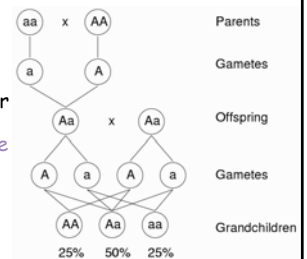 aa x AA Parents
a A Gametes
Aa x Aa Offspring
A a A a Gametes
AA Aa aa Grandchildren
25% 50% 25%